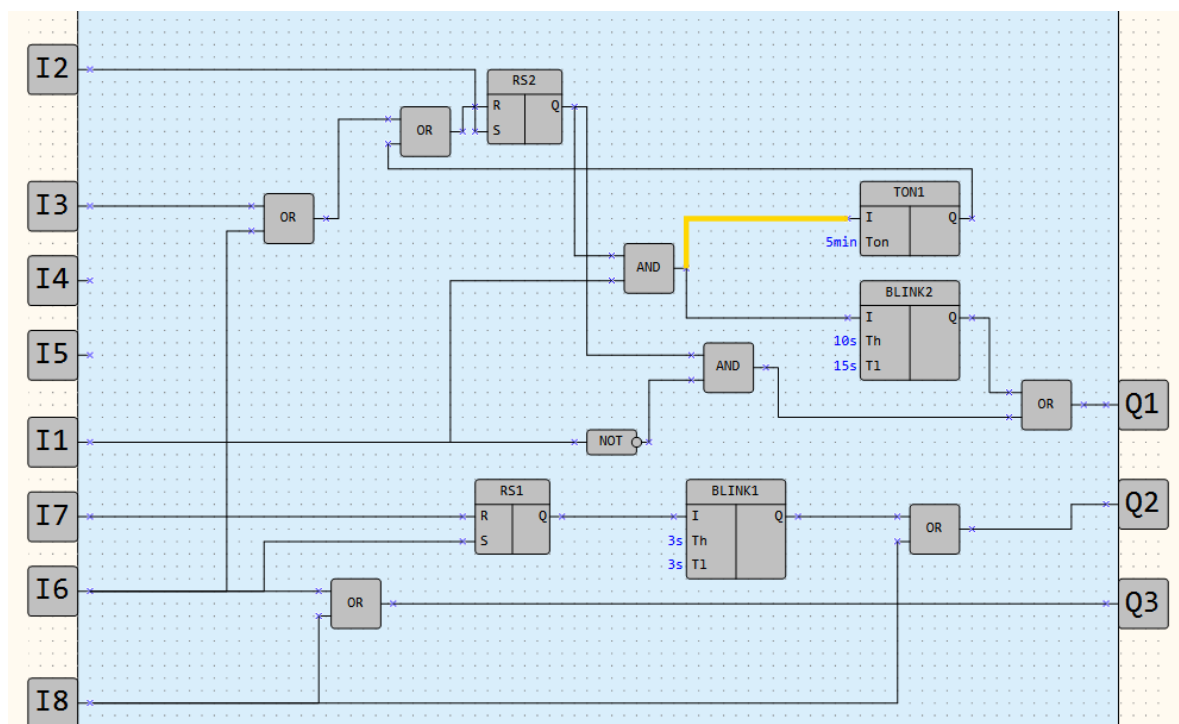 I2
RS2
R Q
S
OR
I3
OR
TON1
I Q
5min Ton
I4
AND
BLINK2
I Q
10s Th
15s Tl
I5
AND
OR
Q1
I1
NOT
RS1
R Q
S
BLINK1
I Q
3s Th
3s Tl
I7
OR
Q2
I6
OR
Q3
I8